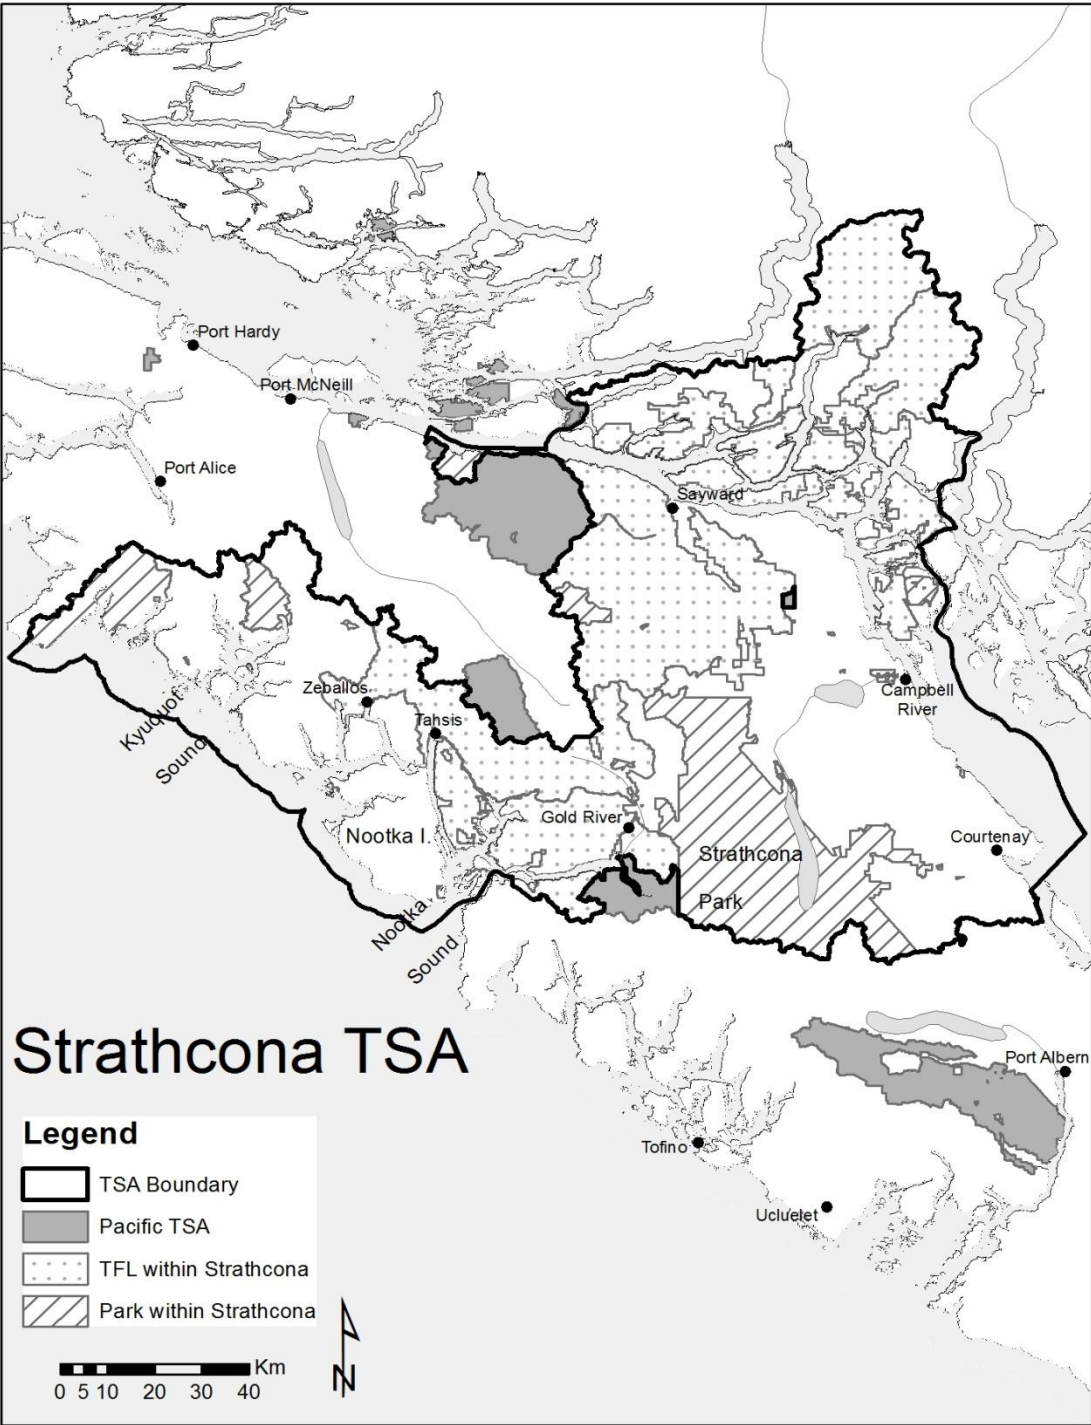 Port Hardy
Port McNeill
Port Alice
Sayward
Zeballos
Campbell
River
Kyuquot
Sound
Tahsis
Gold River
Nootka I.
Strathcona
Park
Courtenay
Nootka
Sound
Strathcona TSA
Port Albern
Tofino
Ucluelet
Legend
TSA Boundary
Pacific TSA
TFL within Strathcona
Park within Strathcona
Km
0 5 10 20 30 40
N